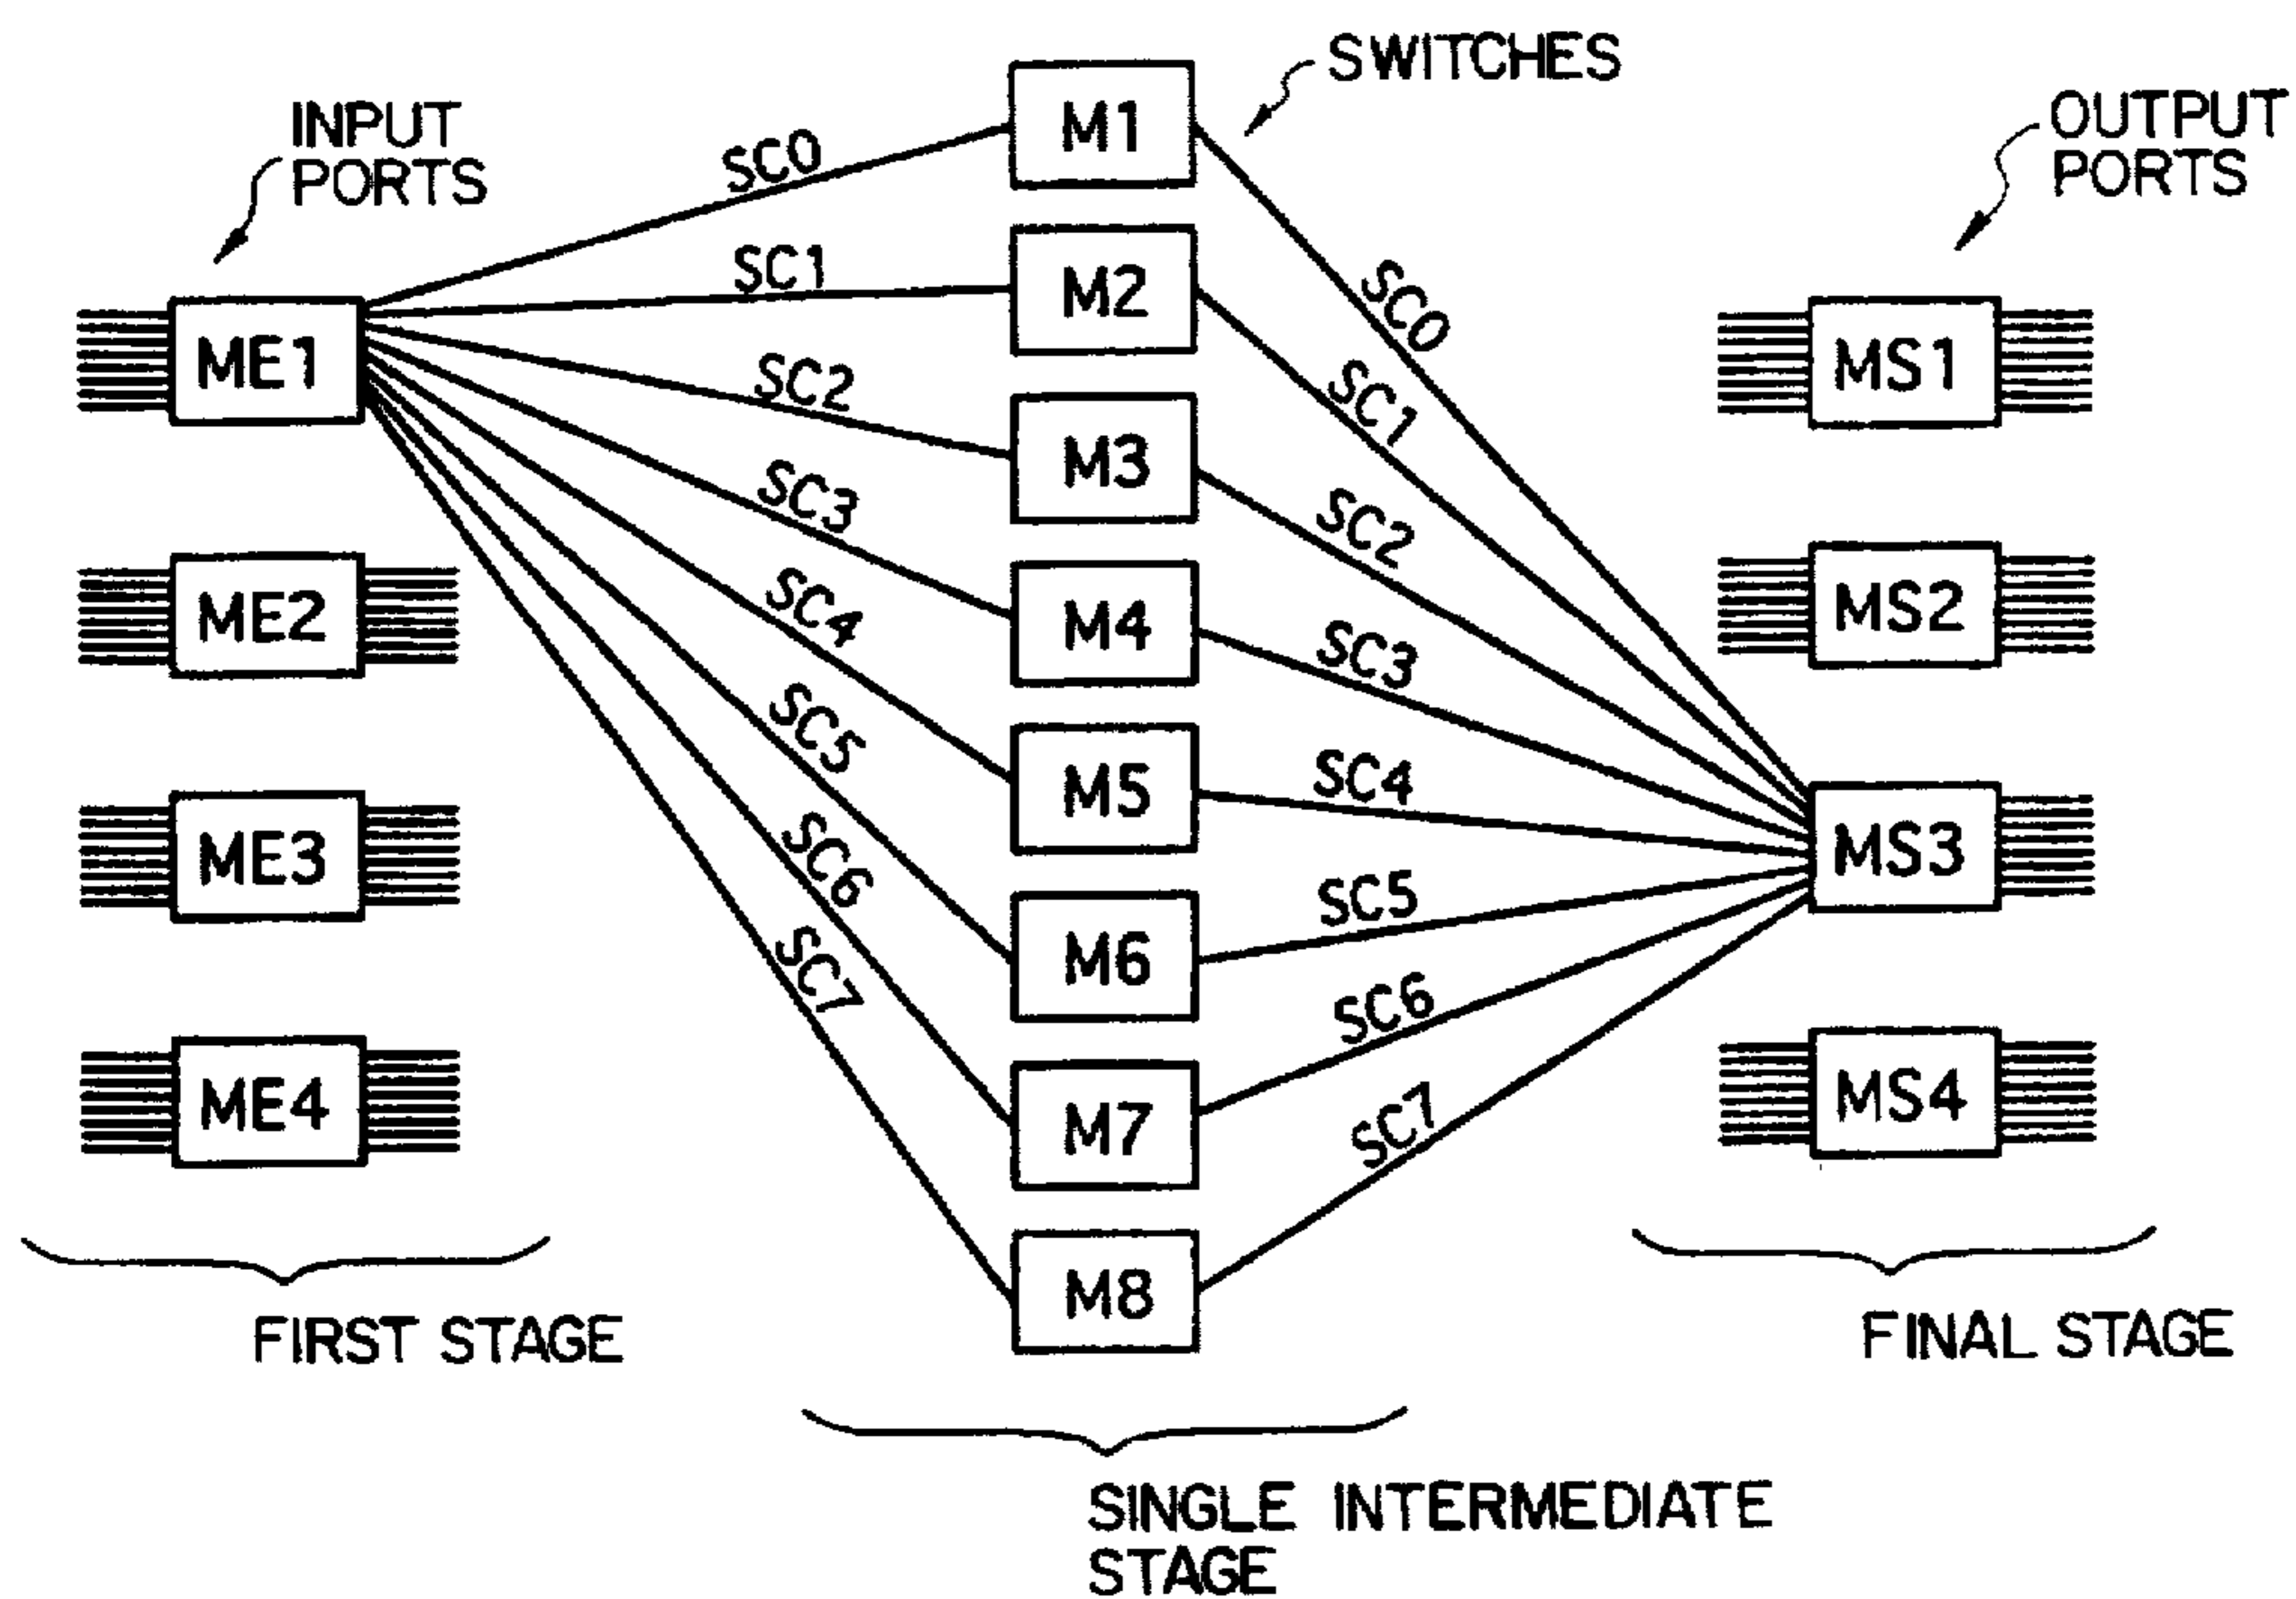 SWITCHES
INPUT
PORTS
OUTPUT
PORTS
M1
M2
M3
M4
M5
M6
M7
M8
SC0
SC1
SC2
SC3
SC4
SC5
SC6
SC7
SC0
SC1
SC2
SC3
SC4
SC5
SC6
SC7
ME1
ME2
ME3
ME4
MS1
MS2
MS3
MS4
FIRST STAGE
FINAL STAGE
SINGLE INTERMEDIATE
STAGE